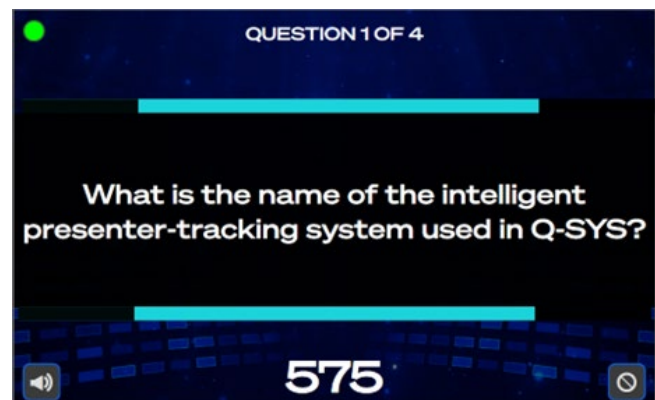 QUESTION 1 OF 4
What is the name of the intelligent
presenter-tracking system used in Q-SYS?
575